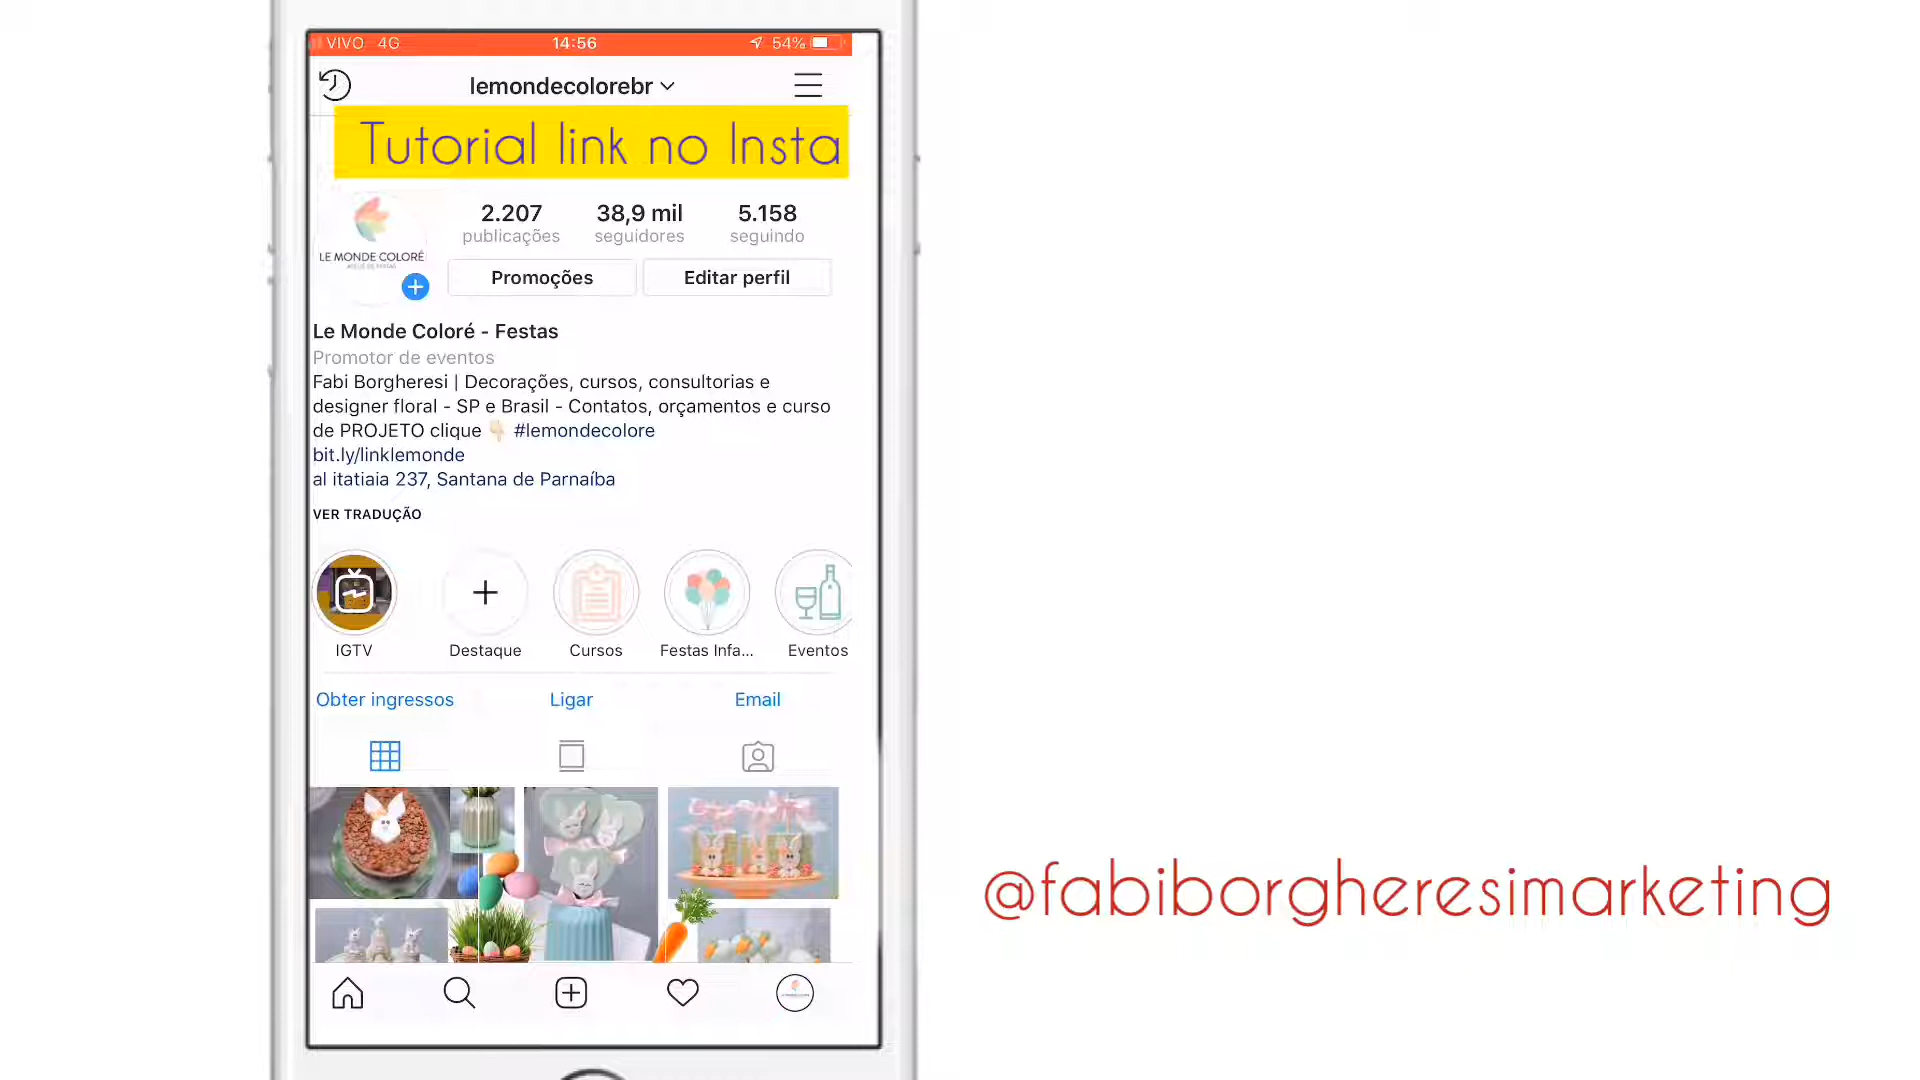 VIVO 4G 14:56 54%
lemondecolorebr
Tutorial link no Insta
2.207 38,9 mil 5.158
publicações seguidores seguindo
LE MONDE COLORÉ
Promoções Editar perfil
Le Monde Coloré - Festas
Promotor de eventos
Fabi Borgheresi | Decorações, cursos, consultorias e
designer floral - SP e Brasil - Contatos, orçamentos e curso
de PROJETO clique 👇🏻 #lemondecolore
bit.ly/linklemonde
al itatiaia 237, Santana de Parnaíba
VER TRADUÇÃO
IGTV Destaque Cursos Festas Infa... Eventos
Obter ingressos Ligar Email
@fabiborgheresimarketing